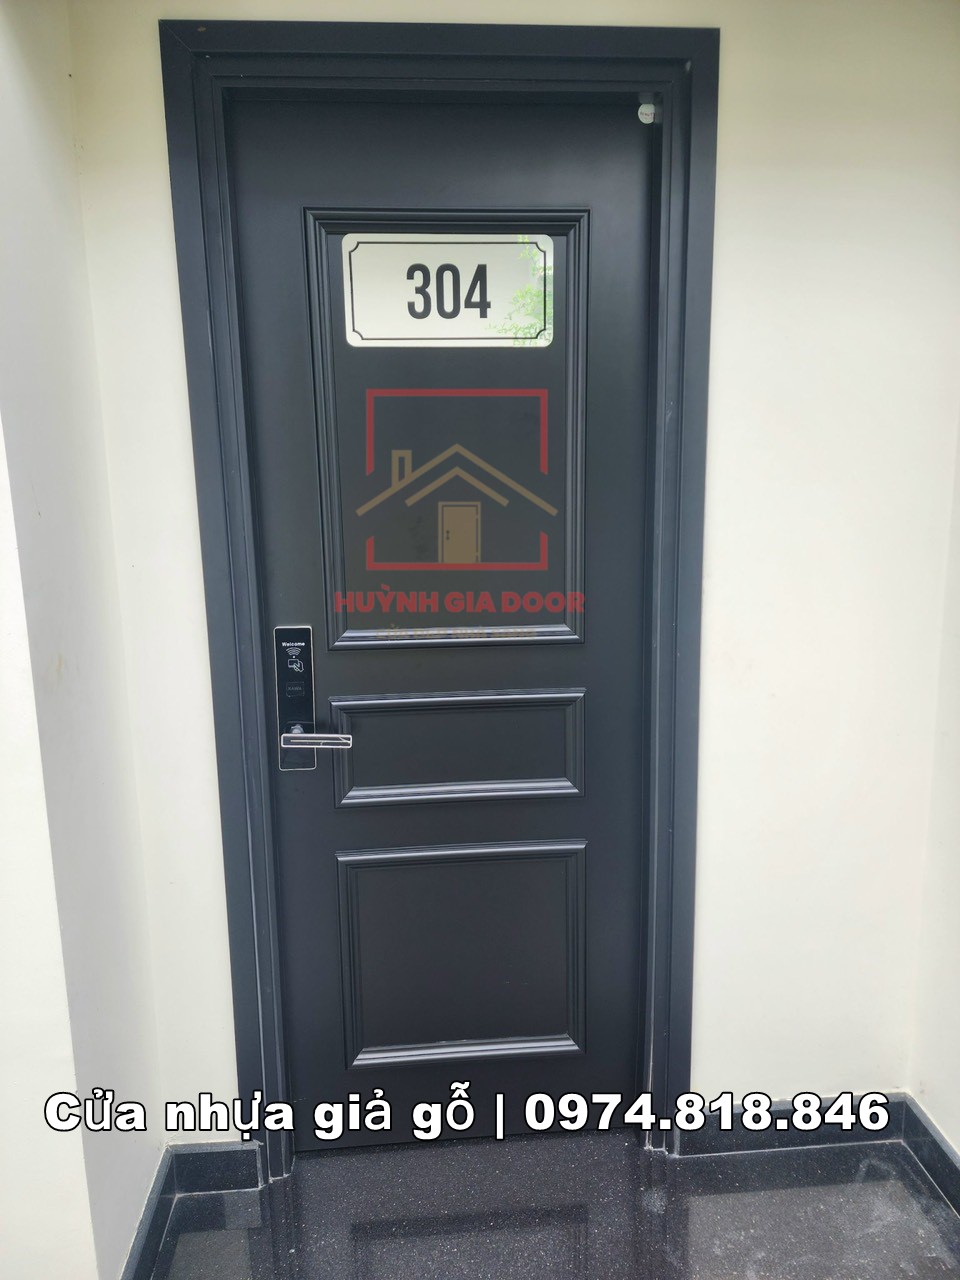 304
HUỲNH GIA DOOR
Welcome
Cửa nhựa giả gỗ | 0974.818.846